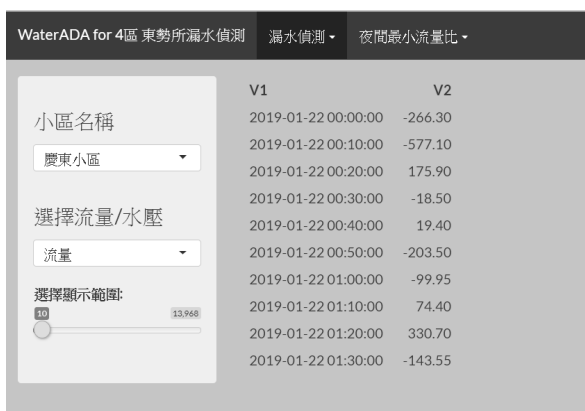 WaterADA for 4區 東勢所漏水偵測 漏水偵測 夜間最小流量比
小區名稱
慶東小區
選擇流量/水壓
流量
選擇顯示範圍:
10 13,968
V1 V2
2019-01-22 00:00:00 -266.30
2019-01-22 00:10:00 -577.10
2019-01-22 00:20:00 175.90
2019-01-22 00:30:00 -18.50
2019-01-22 00:40:00 19.40
2019-01-22 00:50:00 -203.50
2019-01-22 01:00:00 -99.95
2019-01-22 01:10:00 74.40
2019-01-22 01:20:00 330.70
2019-01-22 01:30:00 -143.55